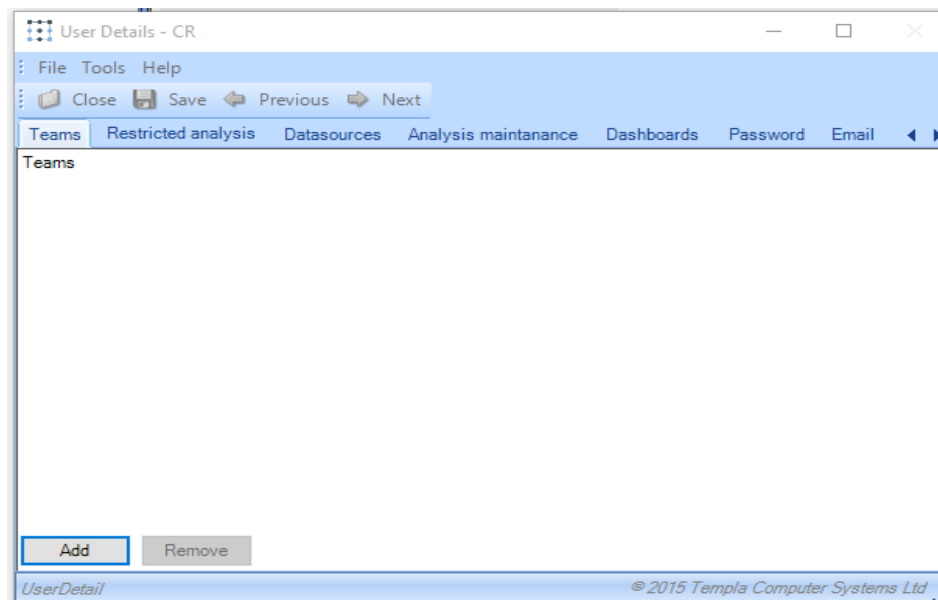 User Details - CR
File Tools Help
Close Save Previous Next
Teams Restricted analysis Datasources Analysis maintanance Dashboards Password Email
Teams
Add Remove
UserDetail © 2015 Templa Computer Systems Ltd